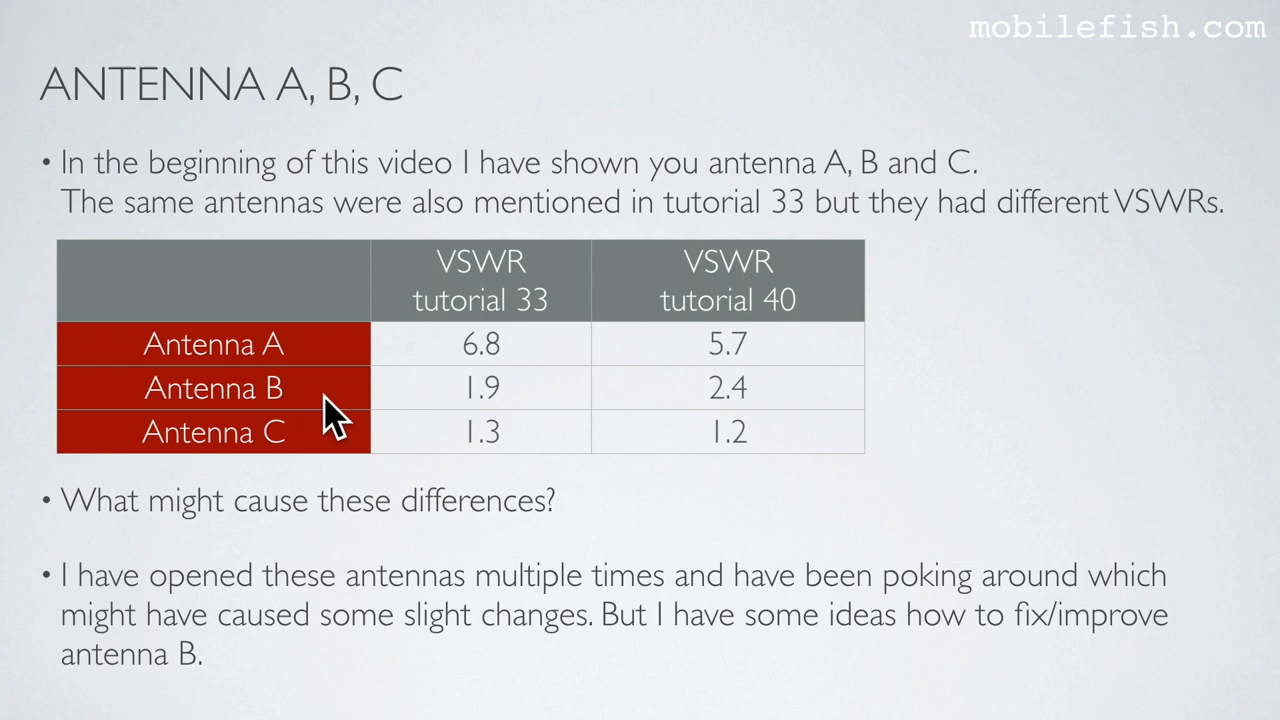 mobilefish.com
ANTENNA A, B, C
• In the beginning of this video I have shown you antenna A, B and C.
The same antennas were also mentioned in tutorial 33 but they had different VSWRs.
VSWR tutorial 33 VSWR tutorial 40
Antenna A 6.8 5.7
Antenna B 1.9 2.4
Antenna C 1.3 1.2
• What might cause these differences?
• I have opened these antennas multiple times and have been poking around which
might have caused some slight changes. But I have some ideas how to fix/improve
antenna B.